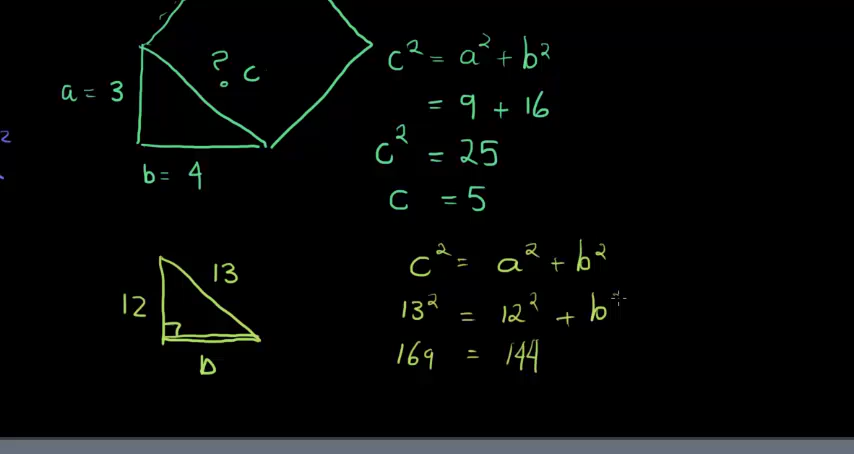 ? c
c² = a² + b²
a = 3
= 9 + 16
2
c² = 25
b = 4
c = 5
c² = a² + b²
13
12
13² = 12² + b
169 = 144
b